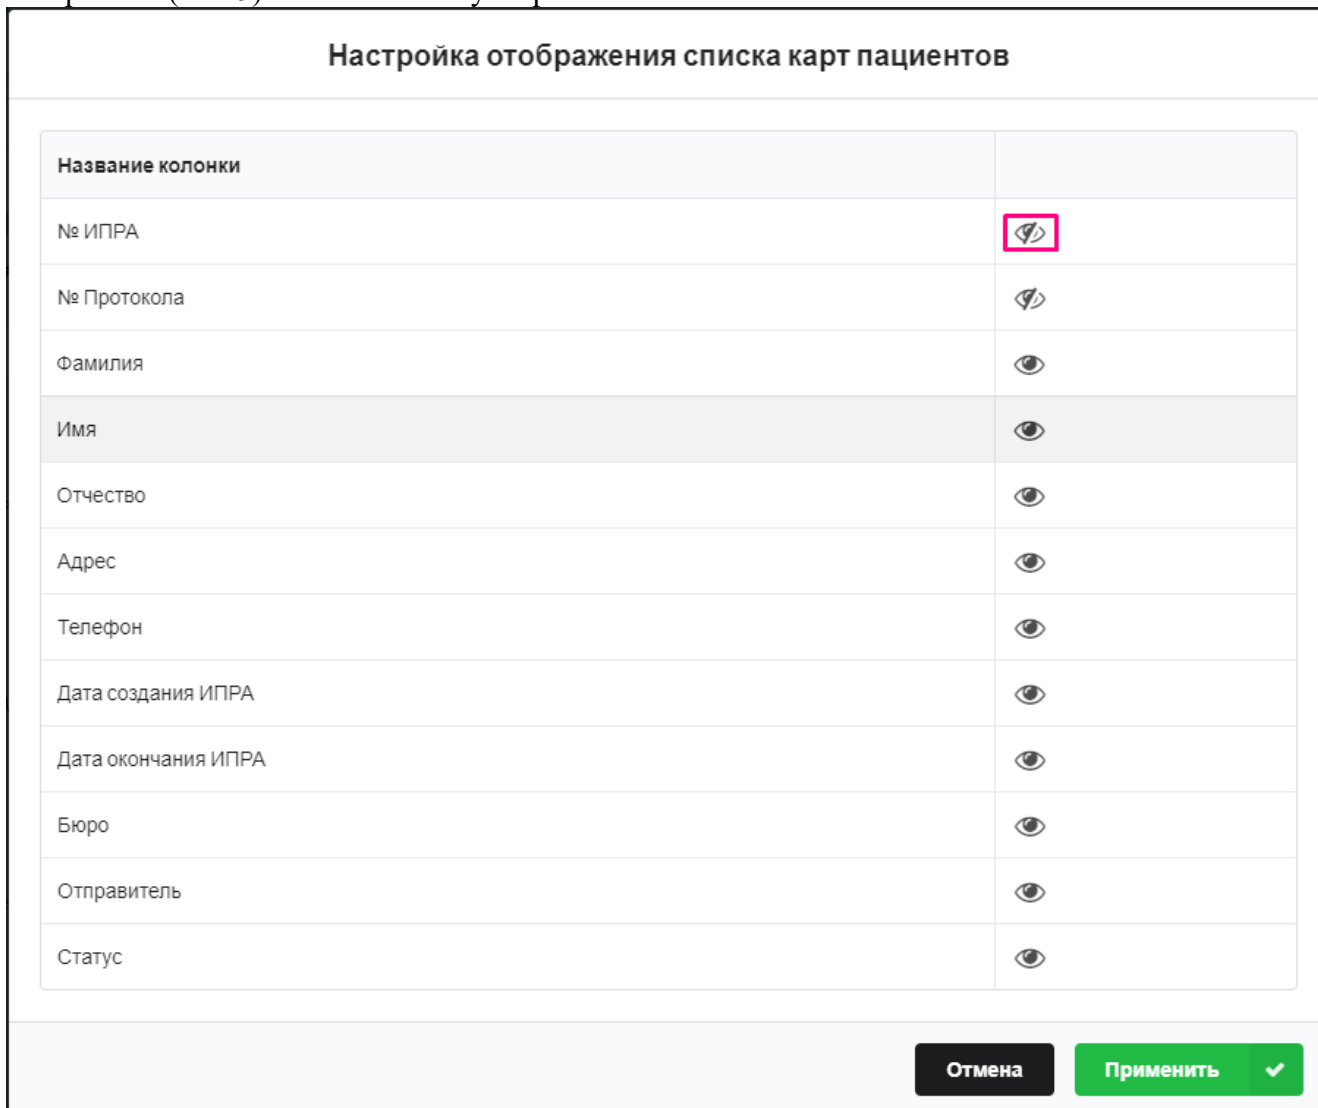 Настройка отображения списка карт пациентов
Название колонки
№ ИПРА
№ Протокола
Фамилия
Имя
Отчество
Адрес
Телефон
Дата создания ИПРА
Дата окончания ИПРА
Бюро
Отправитель
Статус
Отмена Применить